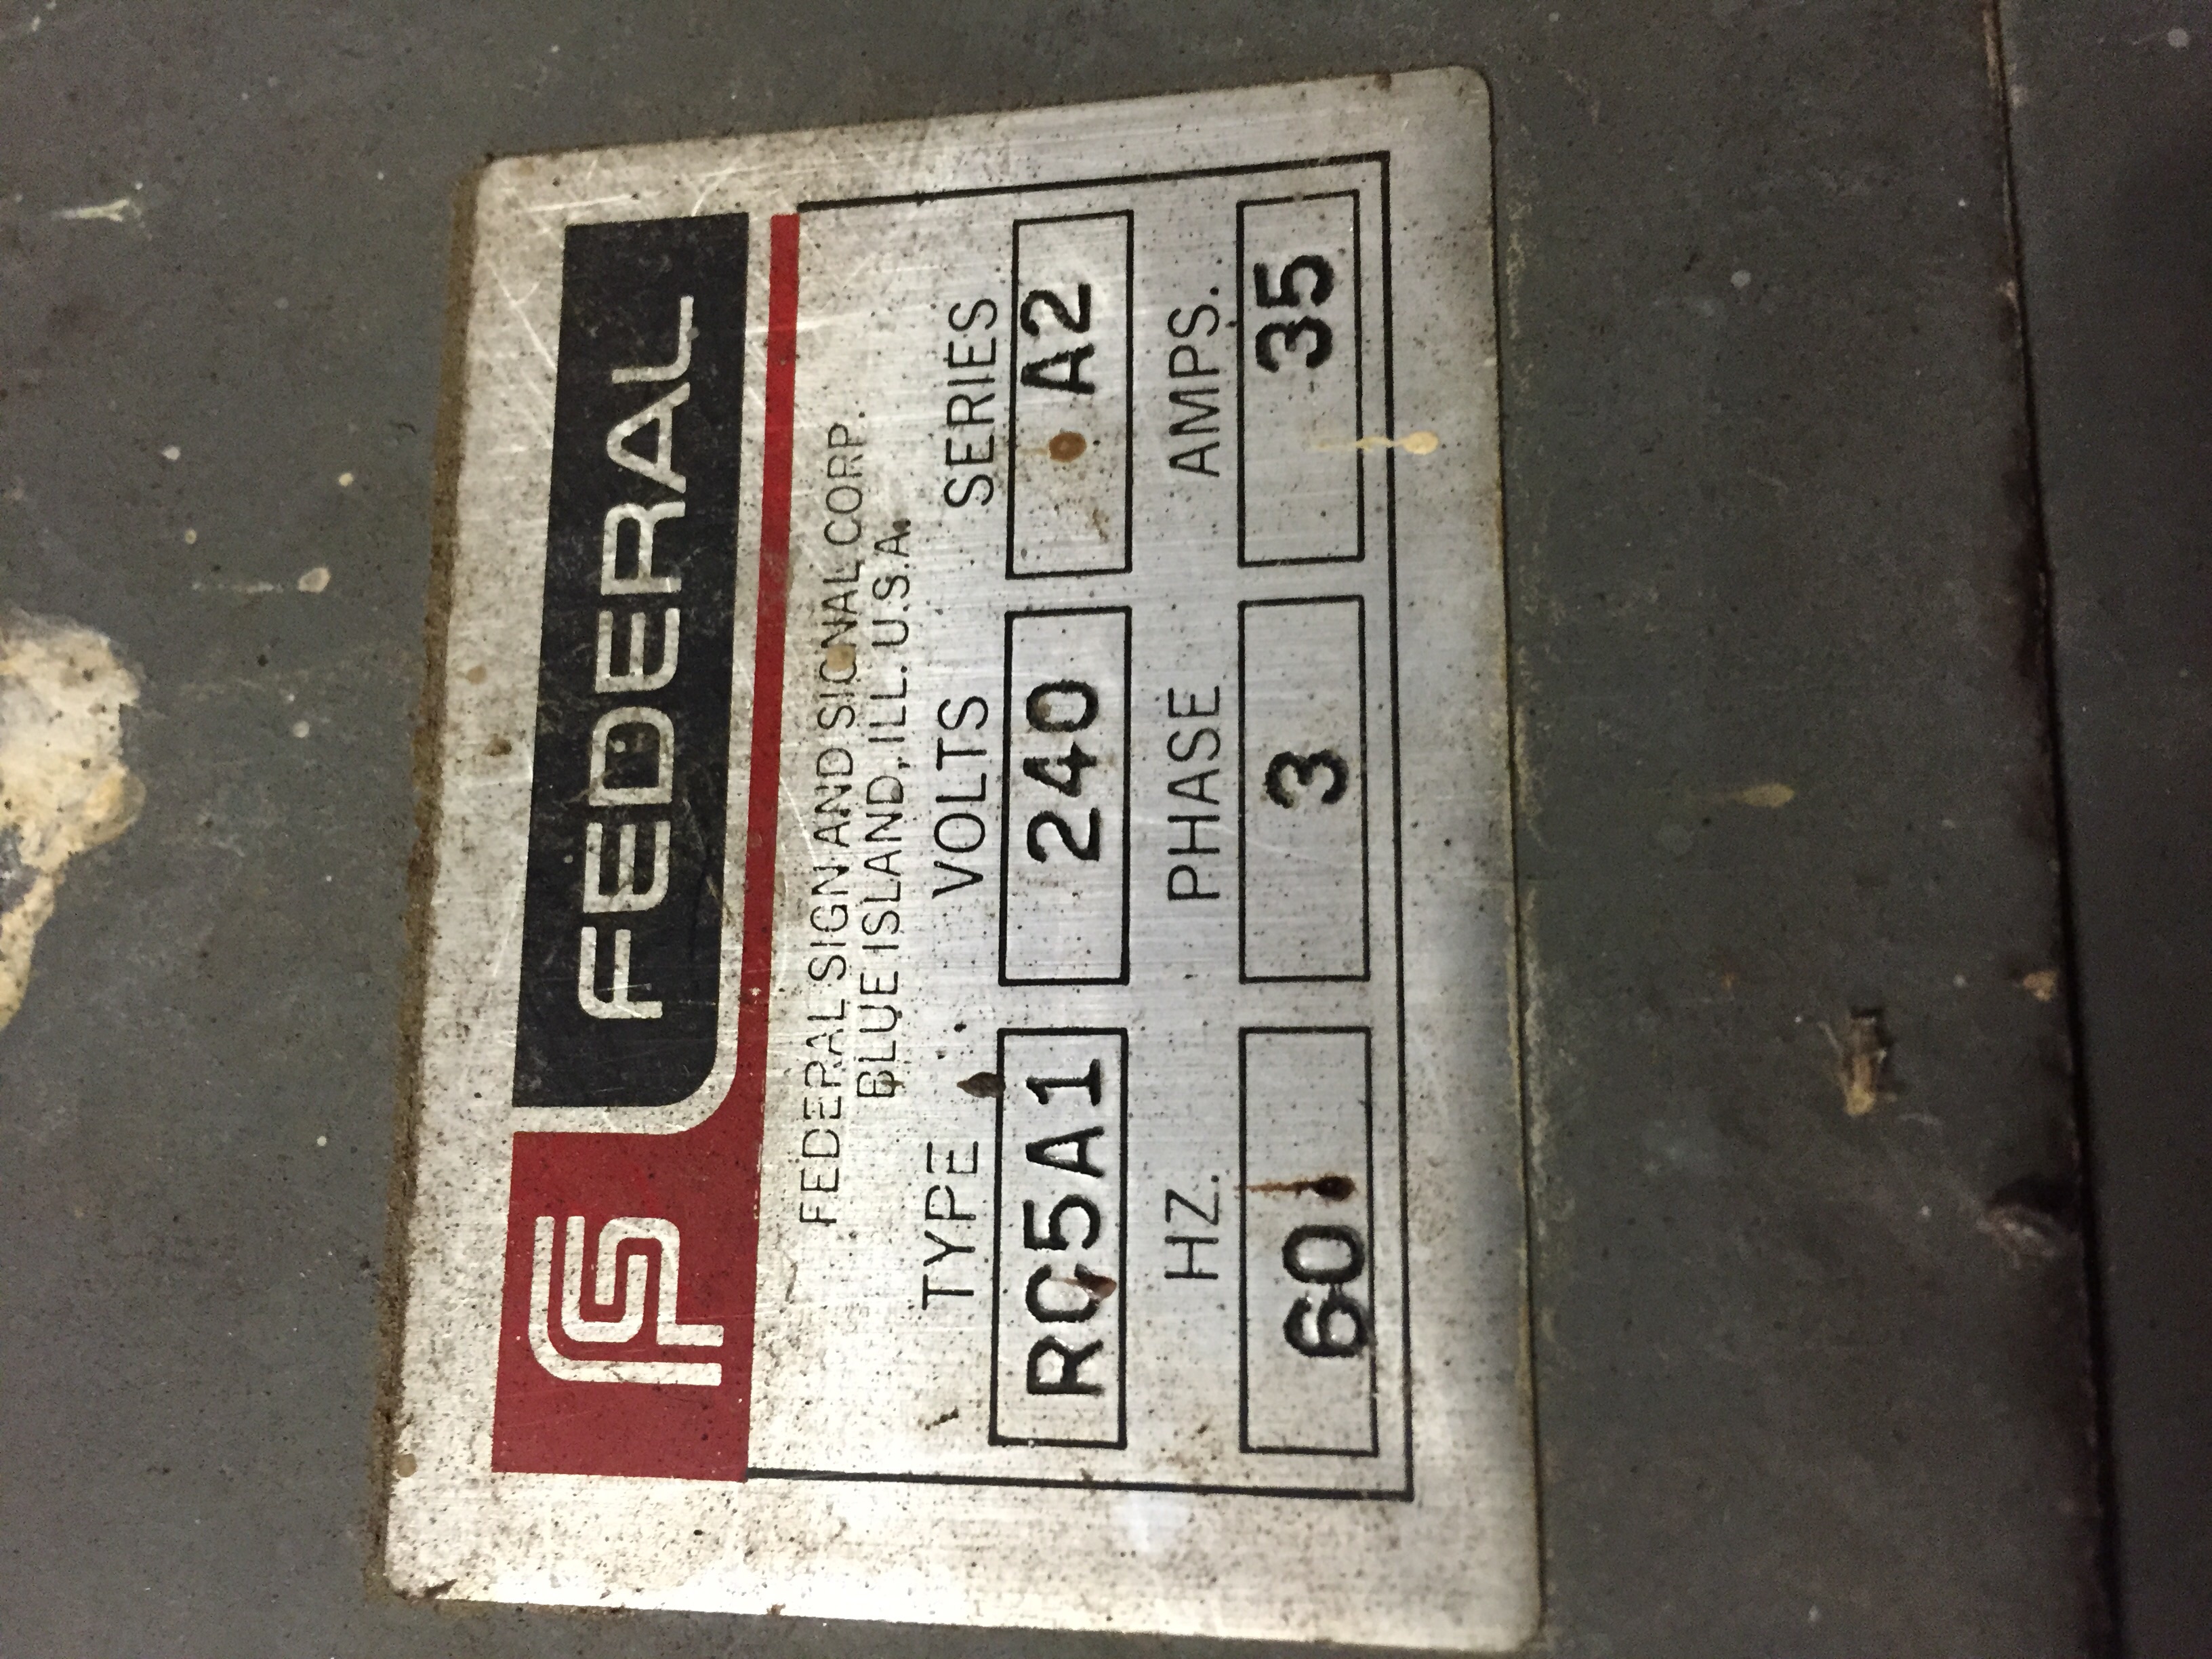 FS FEDERAL
FEDERAL SIGN AND SIGNAL CORP.
BLUE ISLAND, ILL. U.S.A.
TYPE VOLTS SERIES
RC5A1 240 A2
HZ. PHASE AMPS.
60 3 35